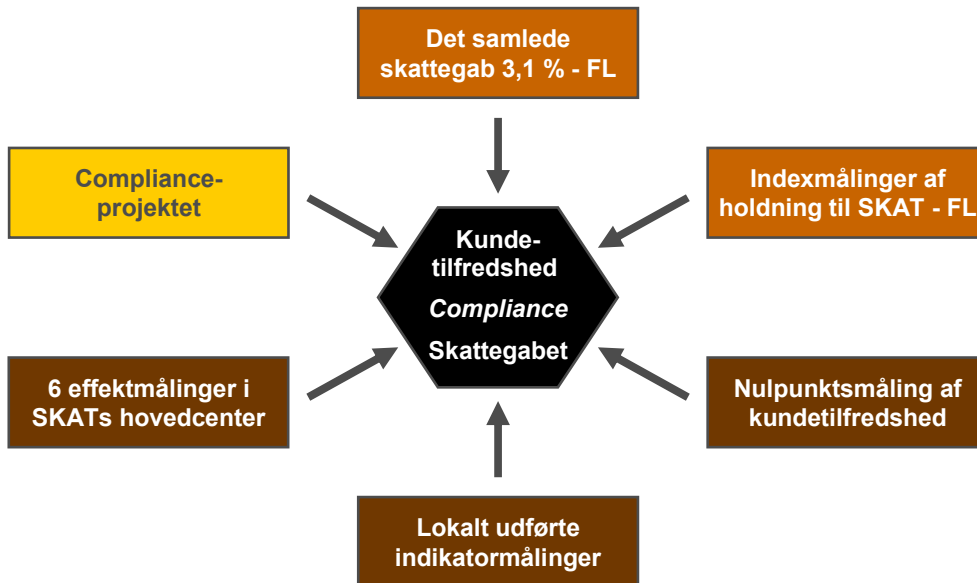 Det samlede
skattegab 3,1 % - FL
Compliance-
projektet
Indexmålinger af
holdning til SKAT - FL
Kunde-
tilfredshed
Compliance
Skattegabet
6 effektmålinger i
SKATs hovedcenter
Nulpunktsmåling af
kundetilfredshed
Lokalt udførte
indikatormålinger